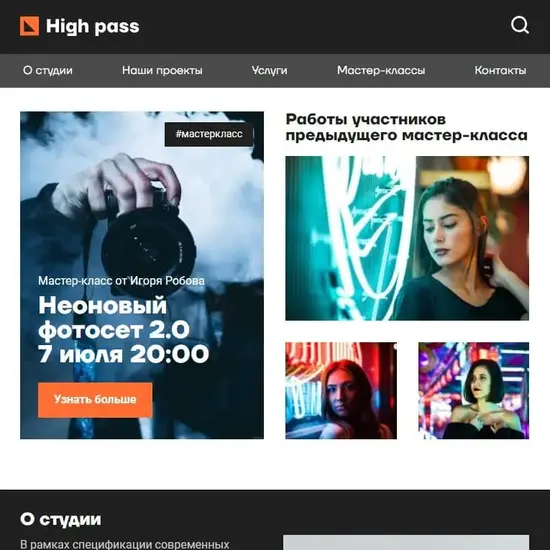 High pass
О студии
Наши проекты
Услуги
Мастер-классы
Контакты
#мастеркласс
Мастер-класс от Игоря Робова
Неоновый
фотосет 2.0
7 июля 20:00
Узнать больше
Работы участников
предыдущего мастер-класса
О студии
В рамках спецификации современных